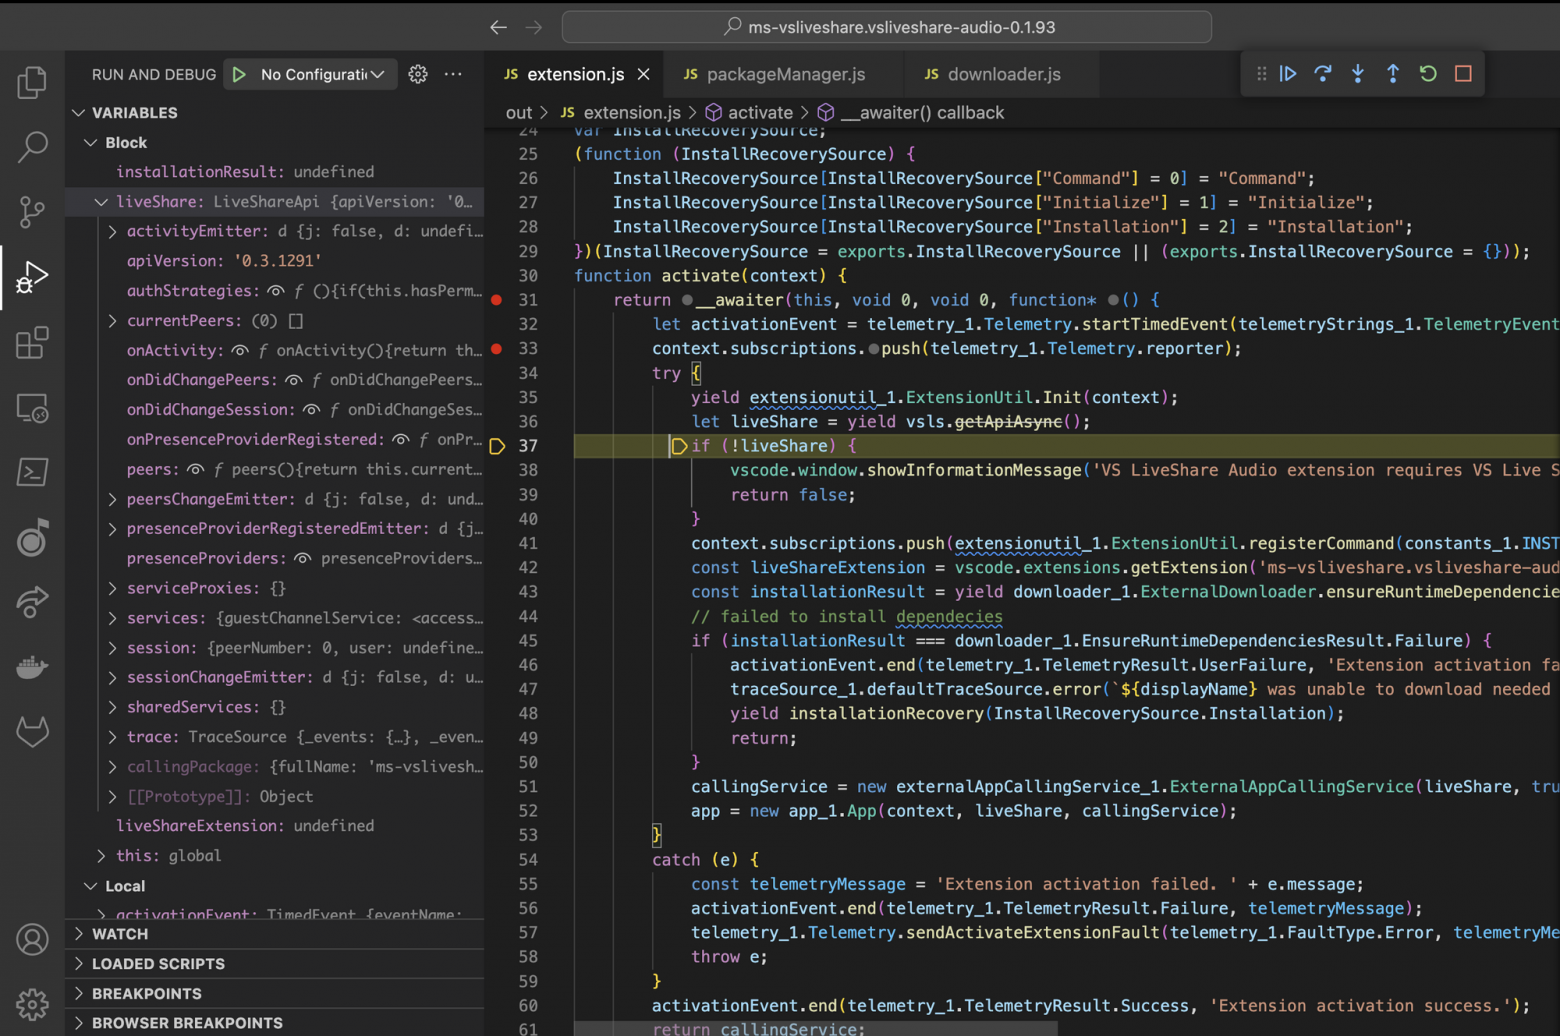 ms-vsliveshare.vsliveshare-audio-0.1.93
RUN AND DEBUG
No Configurati
JS extension.js
JS packageManager.js
JS downloader.js
out > JS extension.js > activate > __awaiter() callback
VARIABLES
Block
installationResult: undefined
liveShare: LiveShareApi {apiVersion: '0…
activityEmitter: d {j: false, d: undefi…
apiVersion: '0.3.1291'
authStrategies: ƒ (){if(this.hasPerm…
currentPeers: (0) []
onActivity: ƒ onActivity(){return th…
onDidChangePeers: ƒ onDidChangePeers…
onDidChangeSession: ƒ onDidChangeSes…
onPresenceProviderRegistered: ƒ onPr…
peers: ƒ peers(){return this.current…
peersChangeEmitter: d {j: false, d: und…
presenceProviderRegisteredEmitter: d {j…
presenceProviders: presenceProviders…
serviceProxies: {}
services: {guestChannelService: <access…
session: {peerNumber: 0, user: undefine…
sessionChangeEmitter: d {j: false, d: u…
sharedServices: {}
trace: TraceSource {_events: {…}, _even…
callingPackage: {fullName: 'ms-vslivesh…
[[Prototype]]: Object
liveShareExtension: undefined
this: global
Local
activationEvent: TimedEvent {eventName:
WATCH
LOADED SCRIPTS
BREAKPOINTS
BROWSER BREAKPOINTS
24 var InstallRecoverySource;
25 (function (InstallRecoverySource) {
26 InstallRecoverySource[InstallRecoverySource["Command"] = 0] = "Command";
27 InstallRecoverySource[InstallRecoverySource["Initialize"] = 1] = "Initialize";
28 InstallRecoverySource[InstallRecoverySource["Installation"] = 2] = "Installation";
29 })(InstallRecoverySource = exports.InstallRecoverySource || (exports.InstallRecoverySource = {}));
30 function activate(context) {
31 return __awaiter(this, void 0, void 0, function* () {
32 let activationEvent = telemetry_1.Telemetry.startTimedEvent(telemetryStrings_1.TelemetryEvent
33 context.subscriptions.push(telemetry_1.Telemetry.reporter);
34 try {
35 yield extensionutil_1.ExtensionUtil.Init(context);
36 let liveShare = yield vsls.getApiAsync();
37 if (!liveShare) {
38 vscode.window.showInformationMessage('VS LiveShare Audio extension requires VS Live S
39 return false;
40 }
41 context.subscriptions.push(extensionutil_1.ExtensionUtil.registerCommand(constants_1.INST
42 const liveShareExtension = vscode.extensions.getExtension('ms-vsliveshare.vsliveshare-aud
43 const installationResult = yield downloader_1.ExternalDownloader.ensureRuntimeDependencie
44 // failed to install dependecies
45 if (installationResult === downloader_1.EnsureRuntimeDependenciesResult.Failure) {
46 activationEvent.end(telemetry_1.TelemetryResult.UserFailure, 'Extension activation fa
47 traceSource_1.defaultTraceSource.error(`${displayName} was unable to download needed
48 yield installationRecovery(InstallRecoverySource.Installation);
49 return;
50 }
51 callingService = new externalAppCallingService_1.ExternalAppCallingService(liveShare, tru
52 app = new app_1.App(context, liveShare, callingService);
53 }
54 catch (e) {
55 const telemetryMessage = 'Extension activation failed. ' + e.message;
56 activationEvent.end(telemetry_1.TelemetryResult.Failure, telemetryMessage);
57 telemetry_1.Telemetry.sendActivateExtensionFault(telemetry_1.FaultType.Error, telemetryMe
58 throw e;
59 }
60 activationEvent.end(telemetry_1.TelemetryResult.Success, 'Extension activation success.');
61 return callingService;